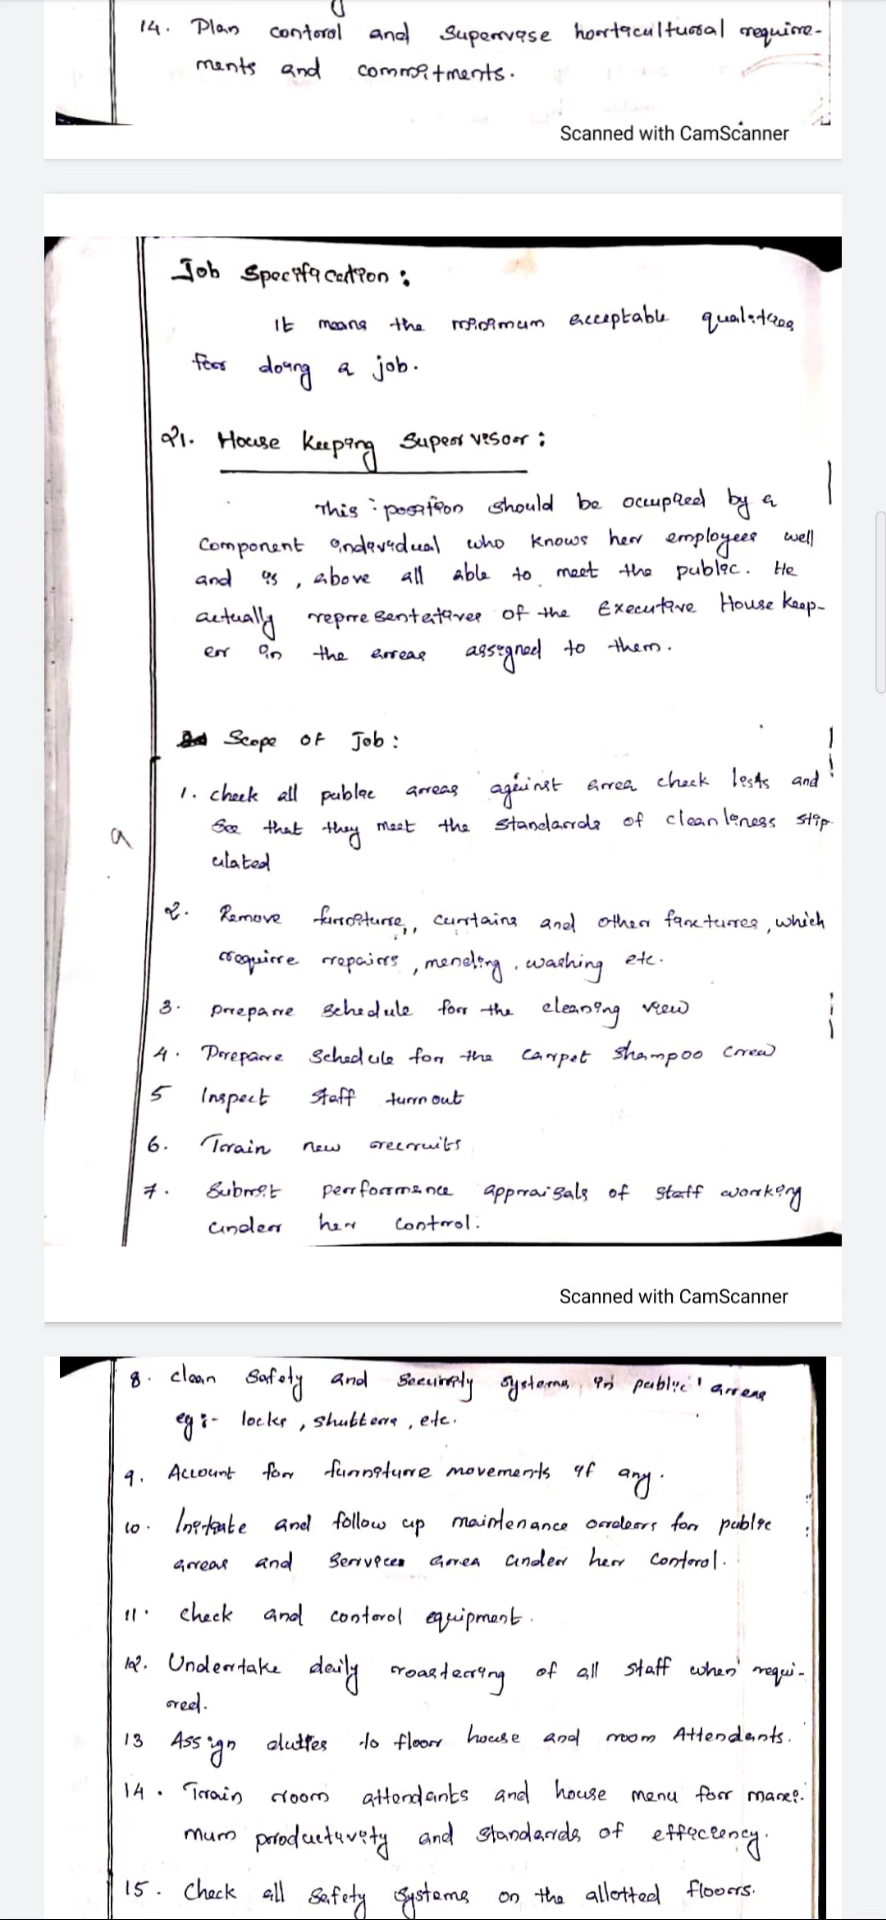 14. Plan contorol and Supervise horticultural require-
ments and commitments.
Scanned with CamScanner
Job Specification :
It means the minimum acceptable qualities
for doing a job.
21. House Keeping Supervisor :
This position should be occupied by a
Component individual who knows her employees well
and is, above all able to meet the public. He
actually representatives of the Executive House Keep-
er in the areas assigned to them.
Scope of Job :
1. check all public areas against area check lists and
See that they meet the standards of cleanliness stip
ulated
a
2. Remove furniture,, curtains and other fixctures, which
require repairs, mending, washing etc.
3. prepare schedule for the cleaning view
4. Prepare Schedule for the carpet shampoo crew
5 Inspect Staff turn out
6. Train new recruits
7. Submit performance appraisals of staff working
under her Control.
Scanned with CamScanner
8. clean Safety and Security systems in public areas
eg :- locks, shutters, etc.
9. Account for furniture movements if any.
10. Initiate and follow up maintenance orders for public
areas and Services area under her Contorol.
11. check and contorol equipment.
12. Undertake daily roastering of all staff when requi-
red.
13 Assign duties to floor house and room Attendants.
14. Train room attendants and house menu for maxi.
mum productivity and standards of efficiency.
15. Check all Safety Systems on the allotted floors.